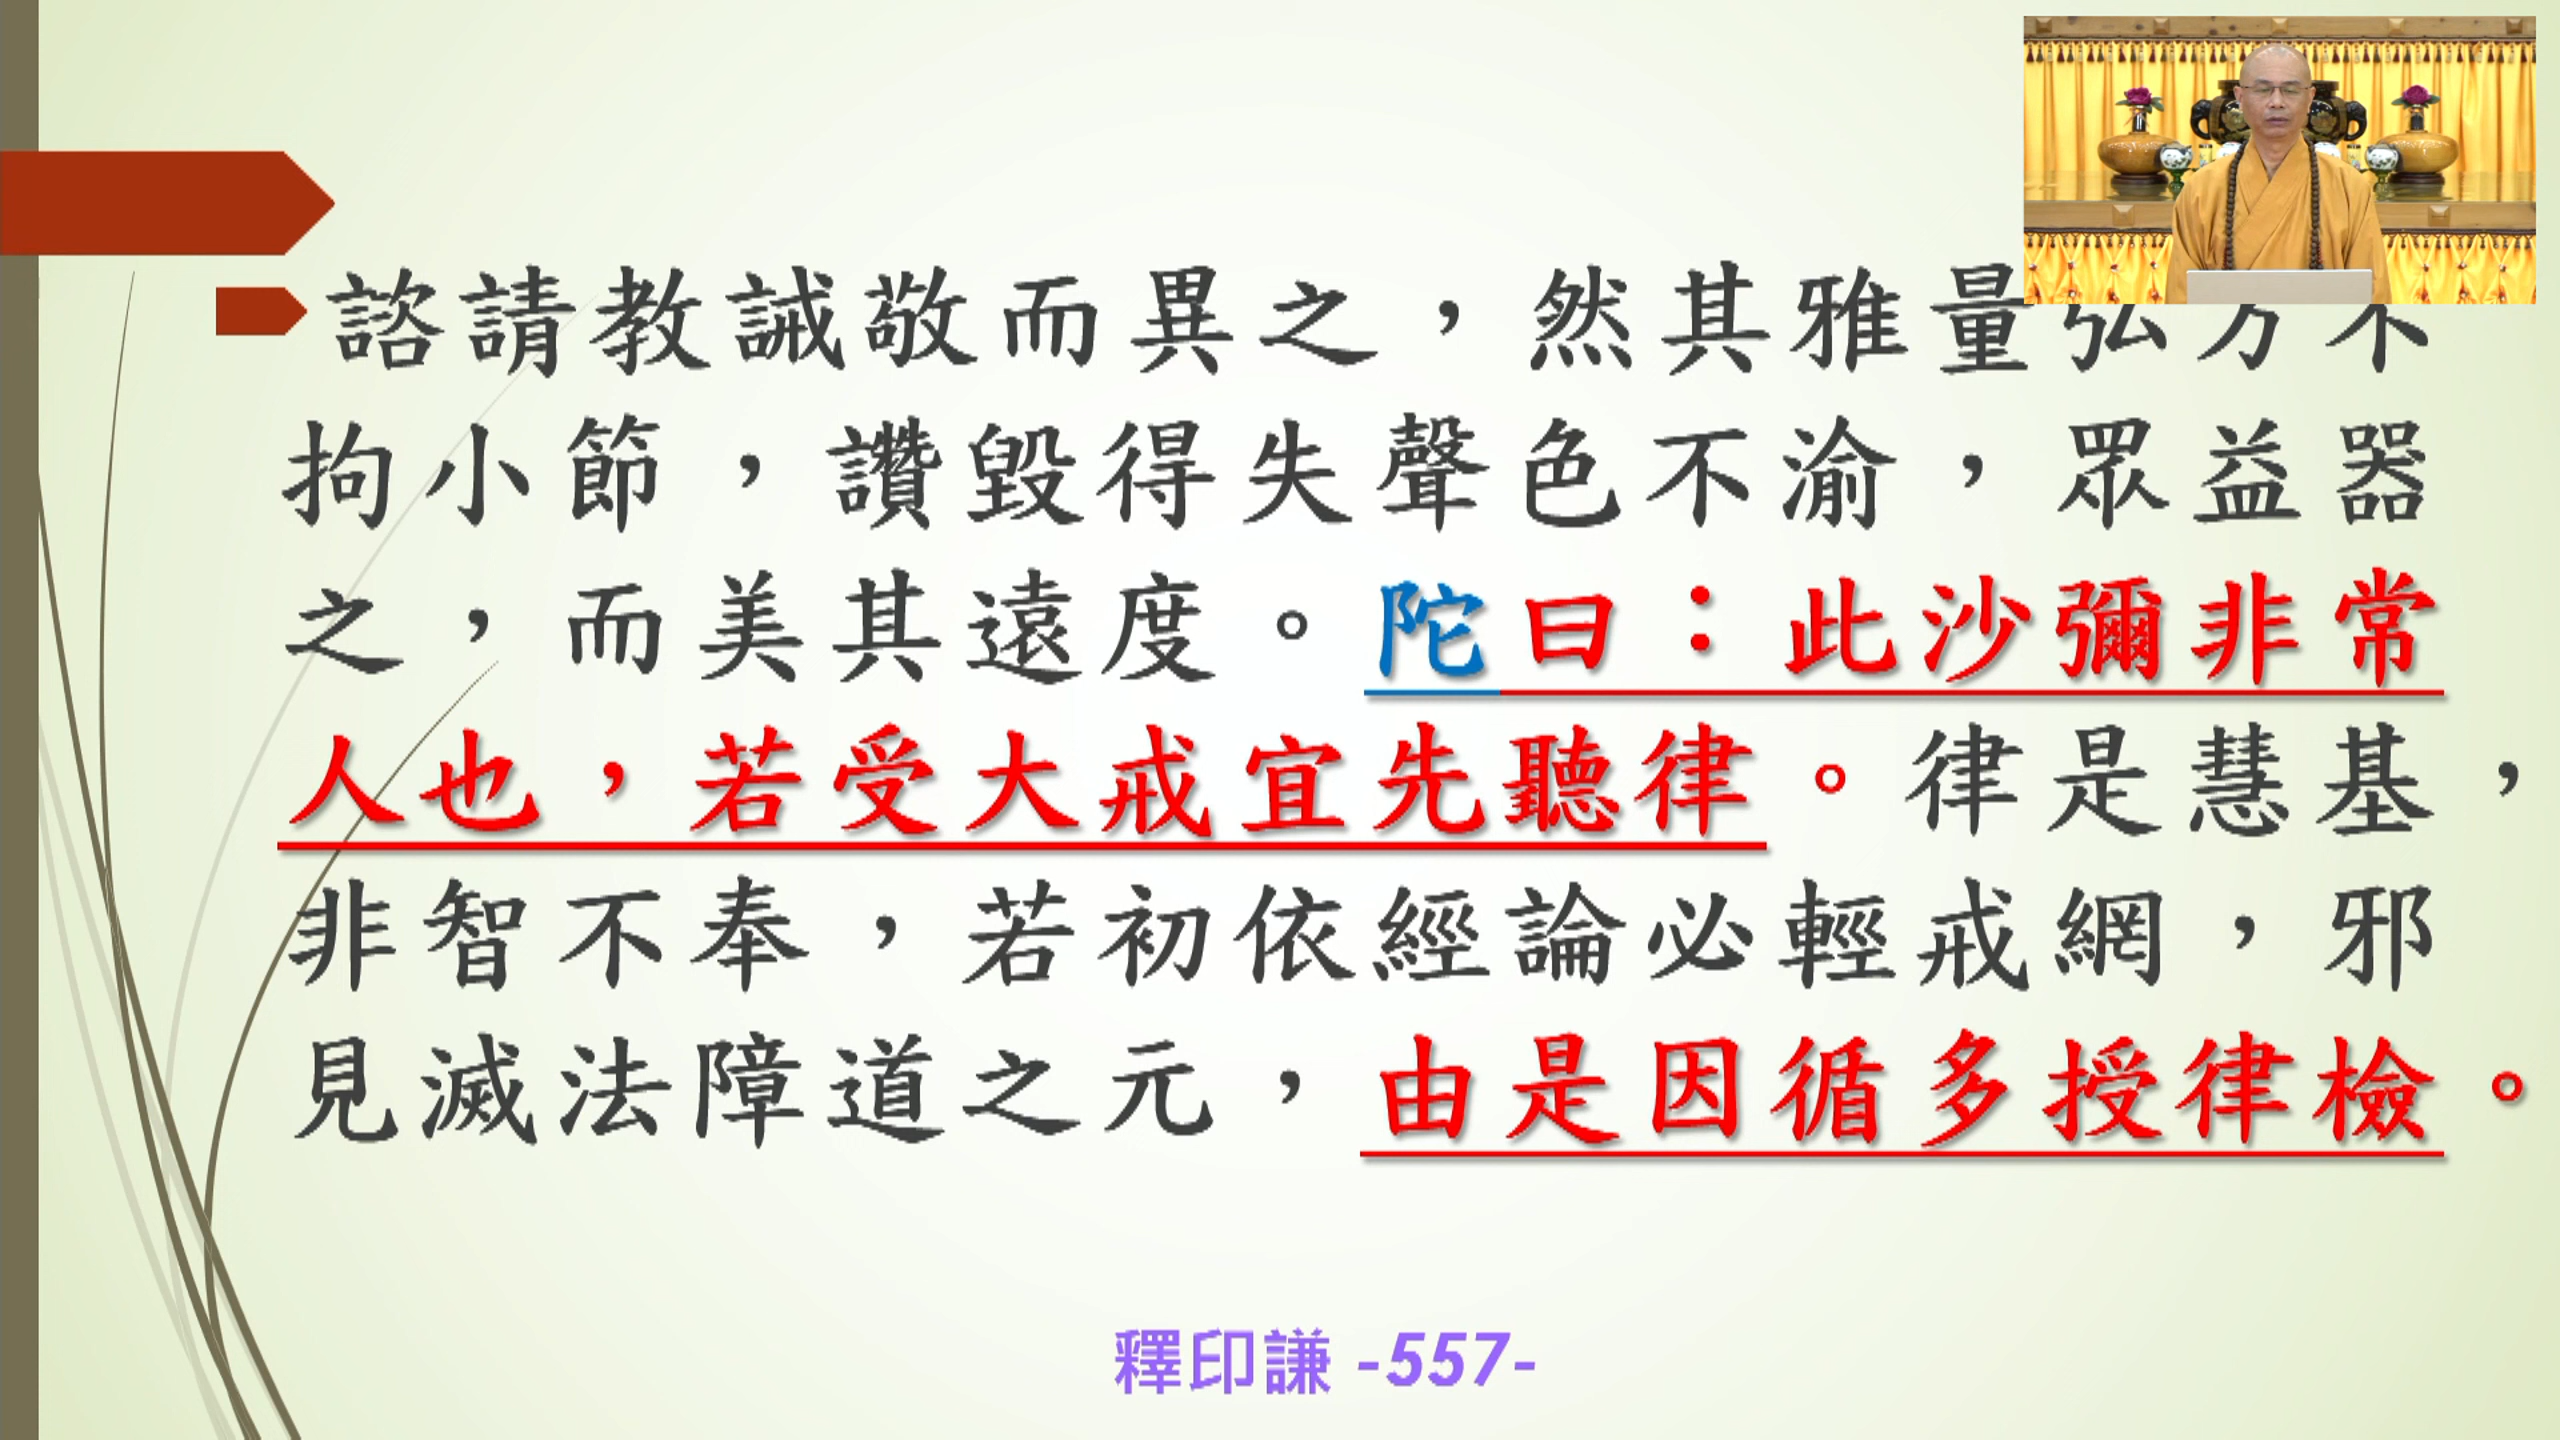 諮請教誡敬而異之，然其雅量弘方不
拘小節，讚毀得失聲色不渝，眾益器
之，而美其遠度。陀曰：此沙彌非常
人也，若受大戒宜先聽律。律是慧基，
非智不奉，若初依經論必輕戒網，邪
見滅法障道之元，由是因循多授律檢。
釋印謙 -557-